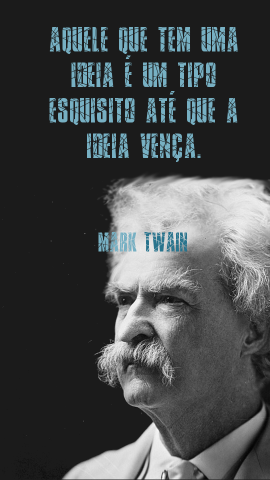 AQUELE QUE TEM UMA
IDEIA É UM TIPO
ESQUISITO ATÉ QUE A
IDEIA VENÇA.
MARK TWAIN